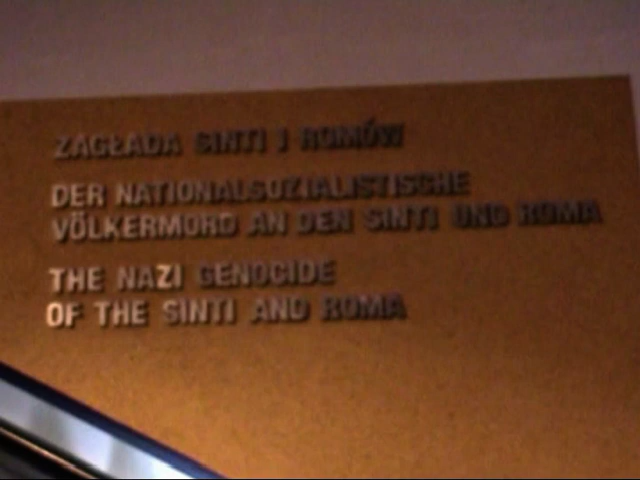 ZAGŁADA SINTI I ROMÓW
DER NATIONALSOZIALISTISCHE
VÖLKERMORD AN DEN SINTI UND ROMA
THE NAZI GENOCIDE
OF THE SINTI AND ROMA